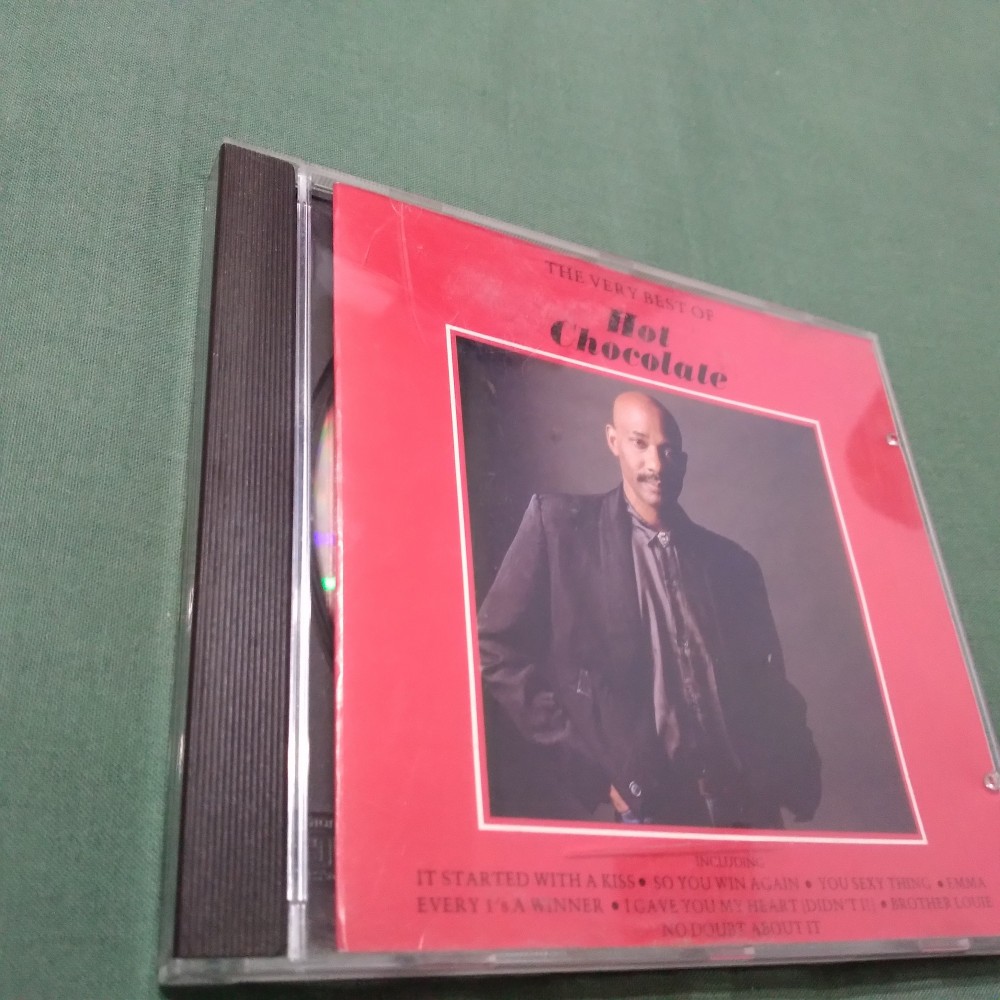 THE VERY BEST OF
Hot
Chocolate
INCLUDING
IT STARTED WITH A KISS • SO YOU WIN AGAIN • YOU SEXY THING • EMMA
EVERY 1's A WINNER • I GAVE YOU MY HEART (DIDN'T I!) • BROTHER LOUIE
NO DOUBT ABOUT IT